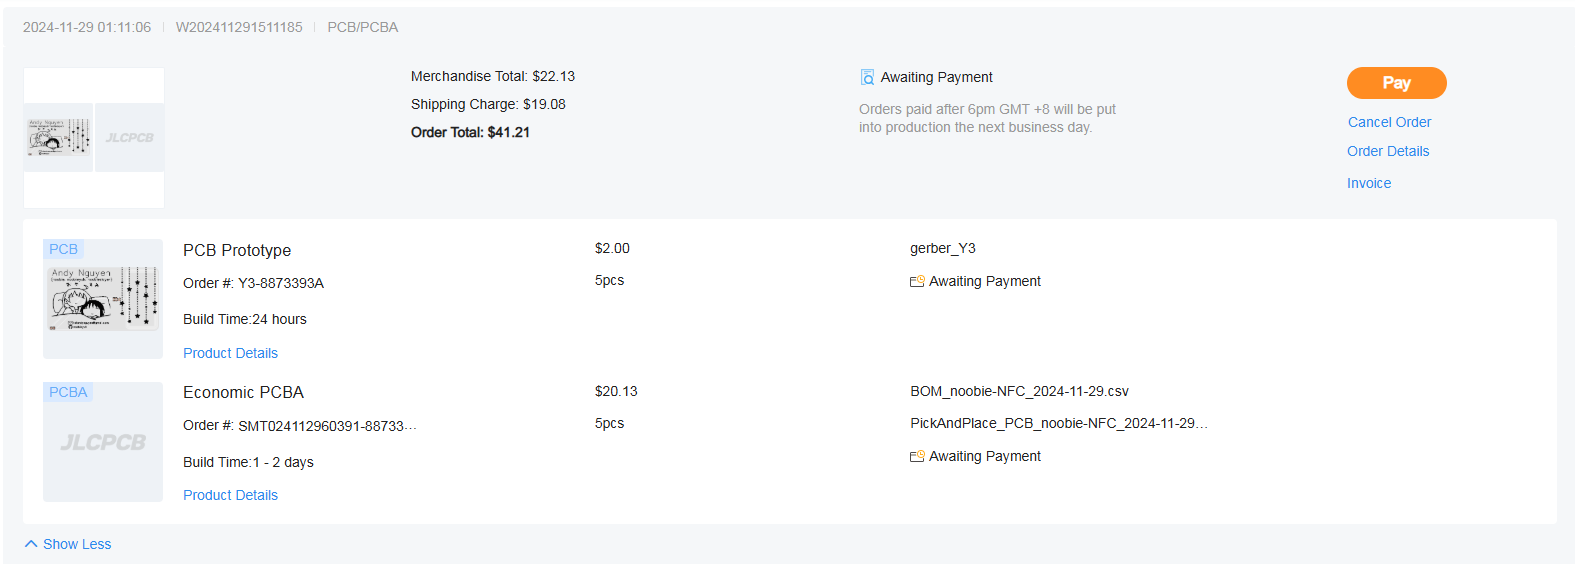 2024-11-29 01:11:06 W202411291511185 PCB/PCBA
Merchandise Total: $22.13
Shipping Charge: $19.08
Order Total: $41.21
Awaiting Payment
Orders paid after 6pm GMT +8 will be put
into production the next business day.
Pay
Cancel Order
Order Details
Invoice
Andy Nguyen
JLCPCB
PCB
Andy Nguyen
PCB Prototype
Order #: Y3-8873393A
Build Time:24 hours
Product Details
$2.00
5pcs
gerber_Y3
Awaiting Payment
PCBA
JLCPCB
Economic PCBA
Order #: SMT024112960391-88733...
Build Time:1 - 2 days
Product Details
$20.13
5pcs
BOM_noobie-NFC_2024-11-29.csv
PickAndPlace_PCB_noobie-NFC_2024-11-29...
Awaiting Payment
Show Less